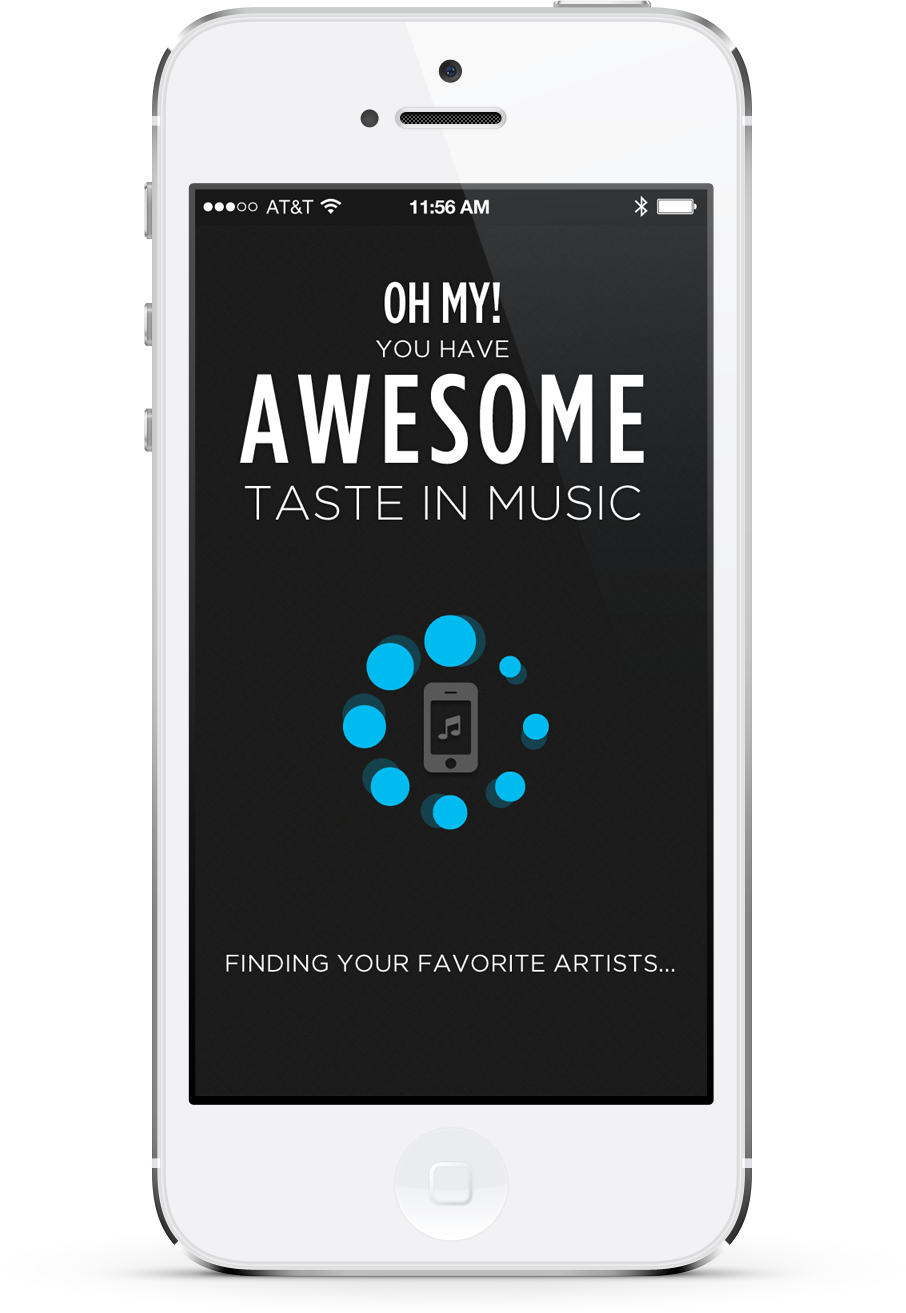 AT&T 11:56 AM
OH MY!
YOU HAVE
AWESOME
TASTE IN MUSIC
FINDING YOUR FAVORITE ARTISTS...